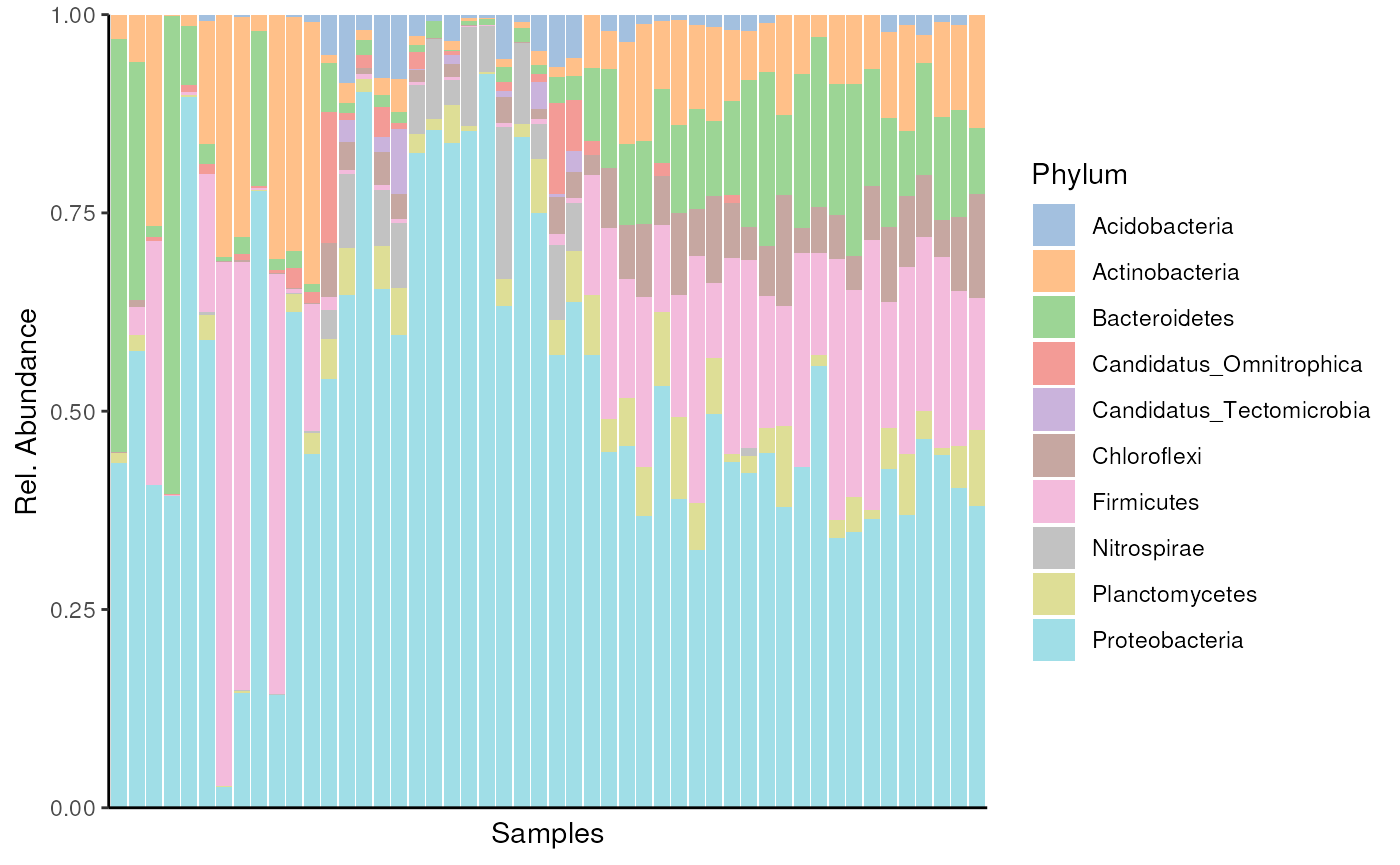 1.00
0.75
0.50
0.25
0.00
Rel. Abundance
Samples
Phylum
Acidobacteria
Actinobacteria
Bacteroidetes
Candidatus_Omnitrophica
Candidatus_Tectomicrobia
Chloroflexi
Firmicutes
Nitrospirae
Planctomycetes
Proteobacteria